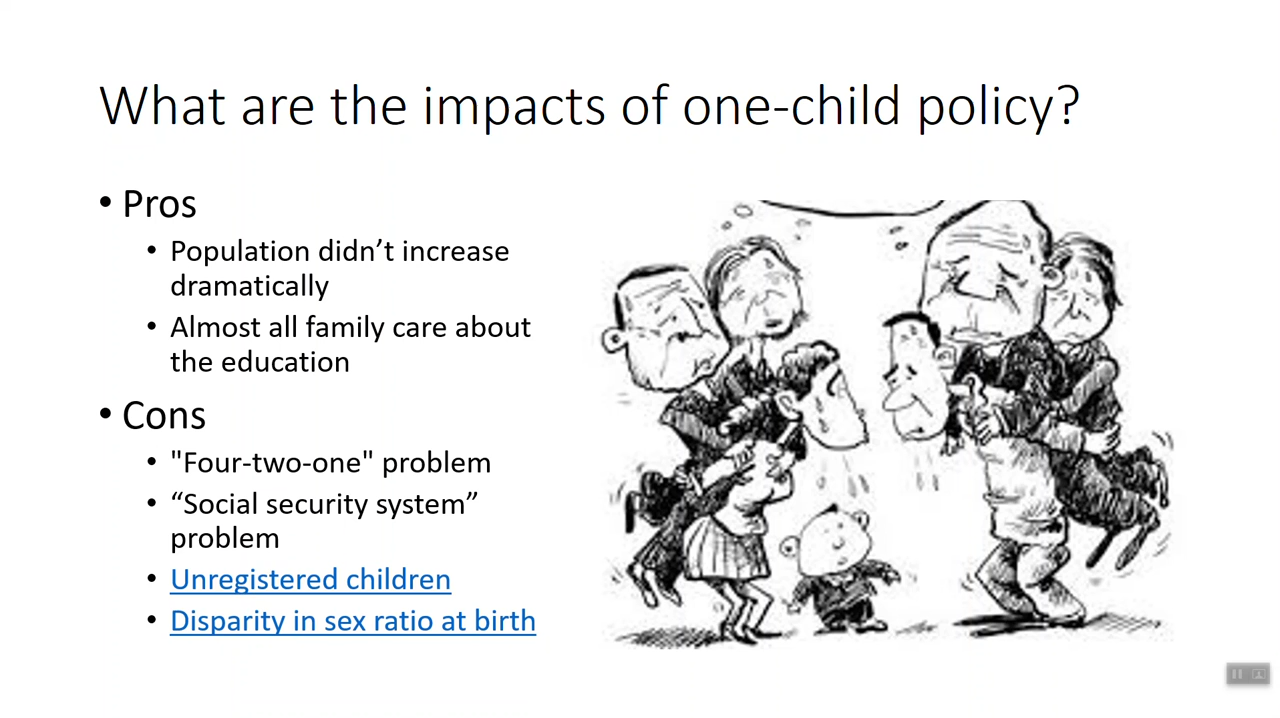 What are the impacts of one-child policy?
• Pros
• Population didn’t increase
dramatically
• Almost all family care about
the education
• Cons
• "Four-two-one" problem
• “Social security system”
problem
• Unregistered children
• Disparity in sex ratio at birth